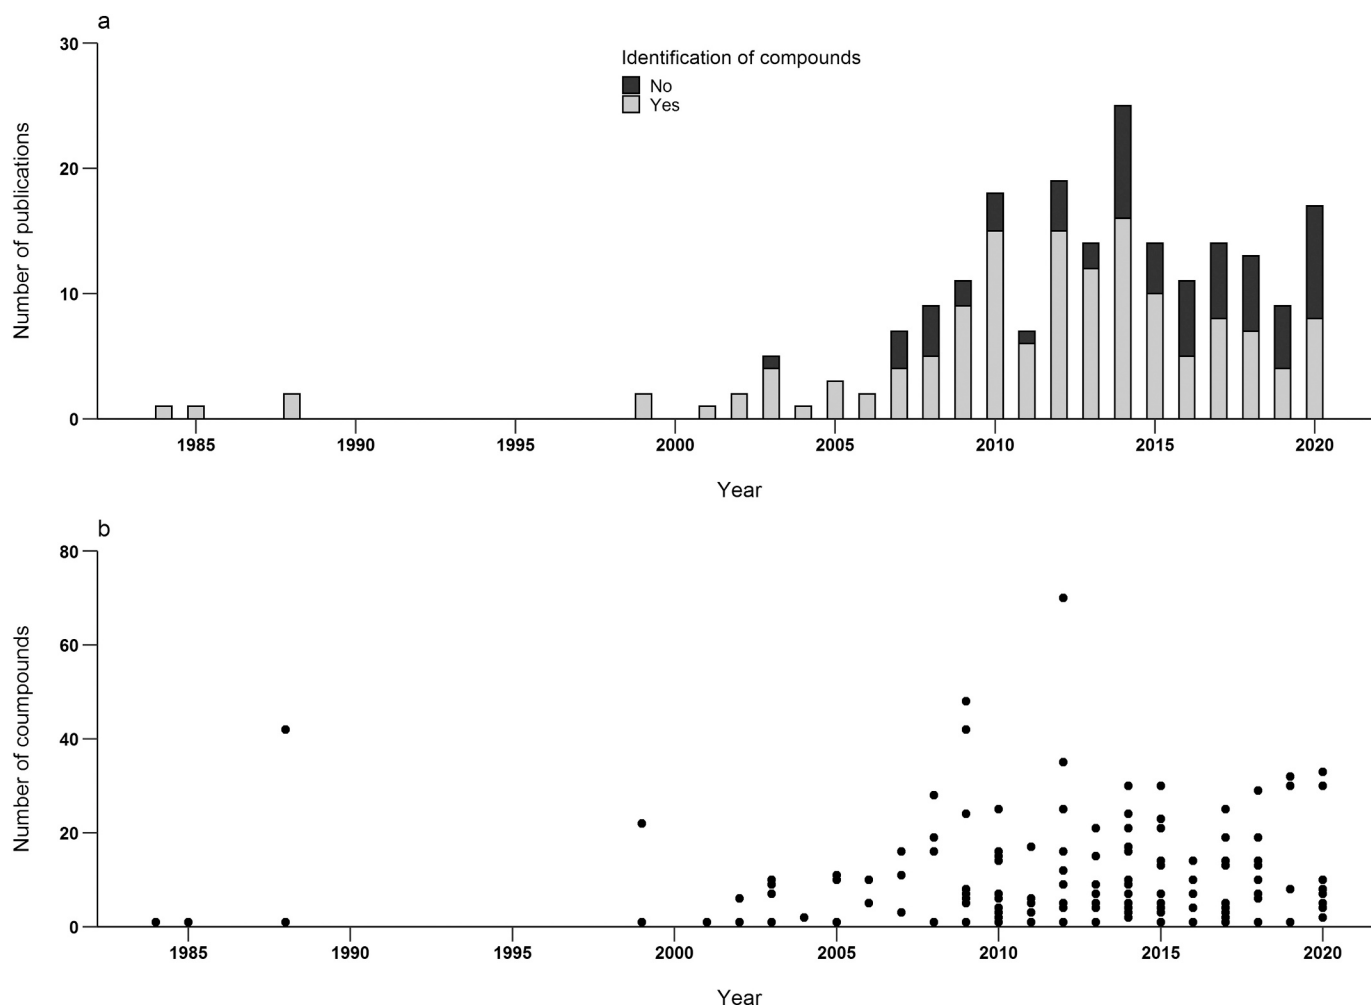 a
Number of publications
30
20
10
0
Identification of compounds
No
Yes
1985 1990 1995 2000 2005 2010 2015 2020
Year
b
Number of coumpounds
80
60
40
20
0
1985 1990 1995 2000 2005 2010 2015 2020
Year